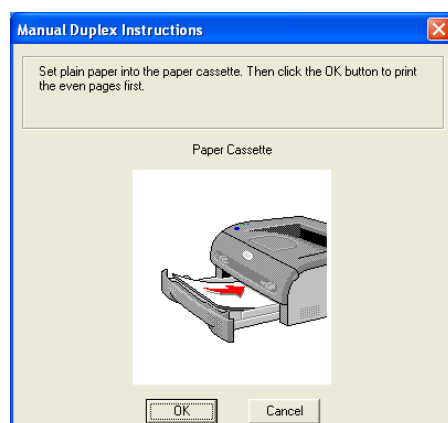 Manual Duplex Instructions
Set plain paper into the paper cassette. Then click the OK button to print
the even pages first.
Paper Cassette
OK
Cancel